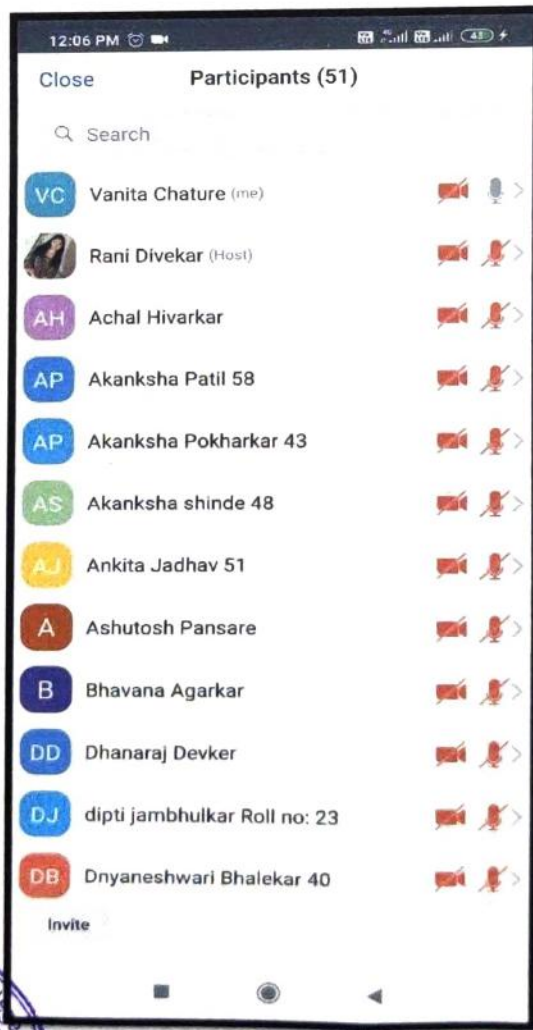 12:06 PM
Close Participants (51)
Search
VC Vanita Chature (me)
Rani Divekar (Host)
AH Achal Hivarkar
AP Akanksha Patil 58
AP Akanksha Pokharkar 43
AS Akanksha shinde 48
AJ Ankita Jadhav 51
A Ashutosh Pansare
B Bhavana Agarkar
DD Dhanaraj Devker
DJ dipti jambhulkar Roll no: 23
DB Dnyaneshwari Bhalekar 40
Invite